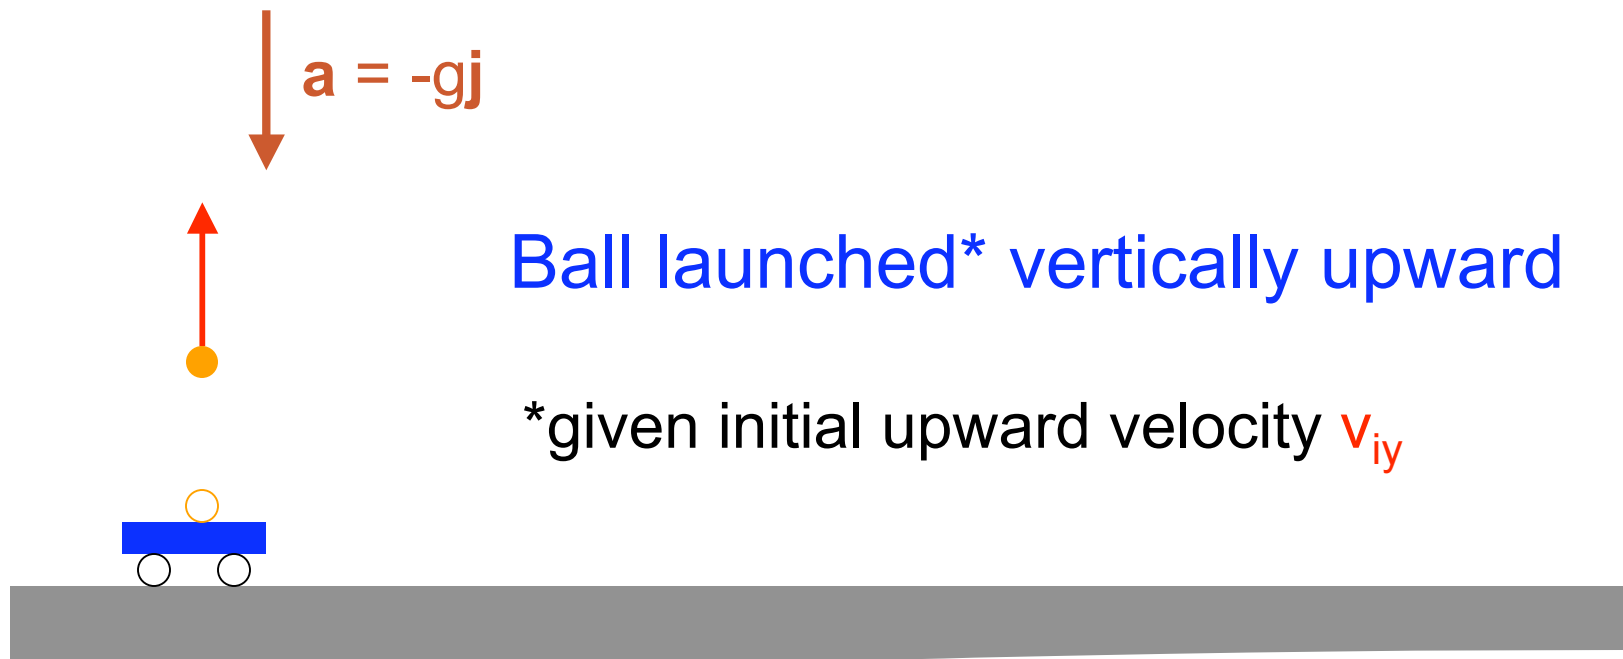 a = -gj
Ball launched* vertically upward
*given initial upward velocity viy